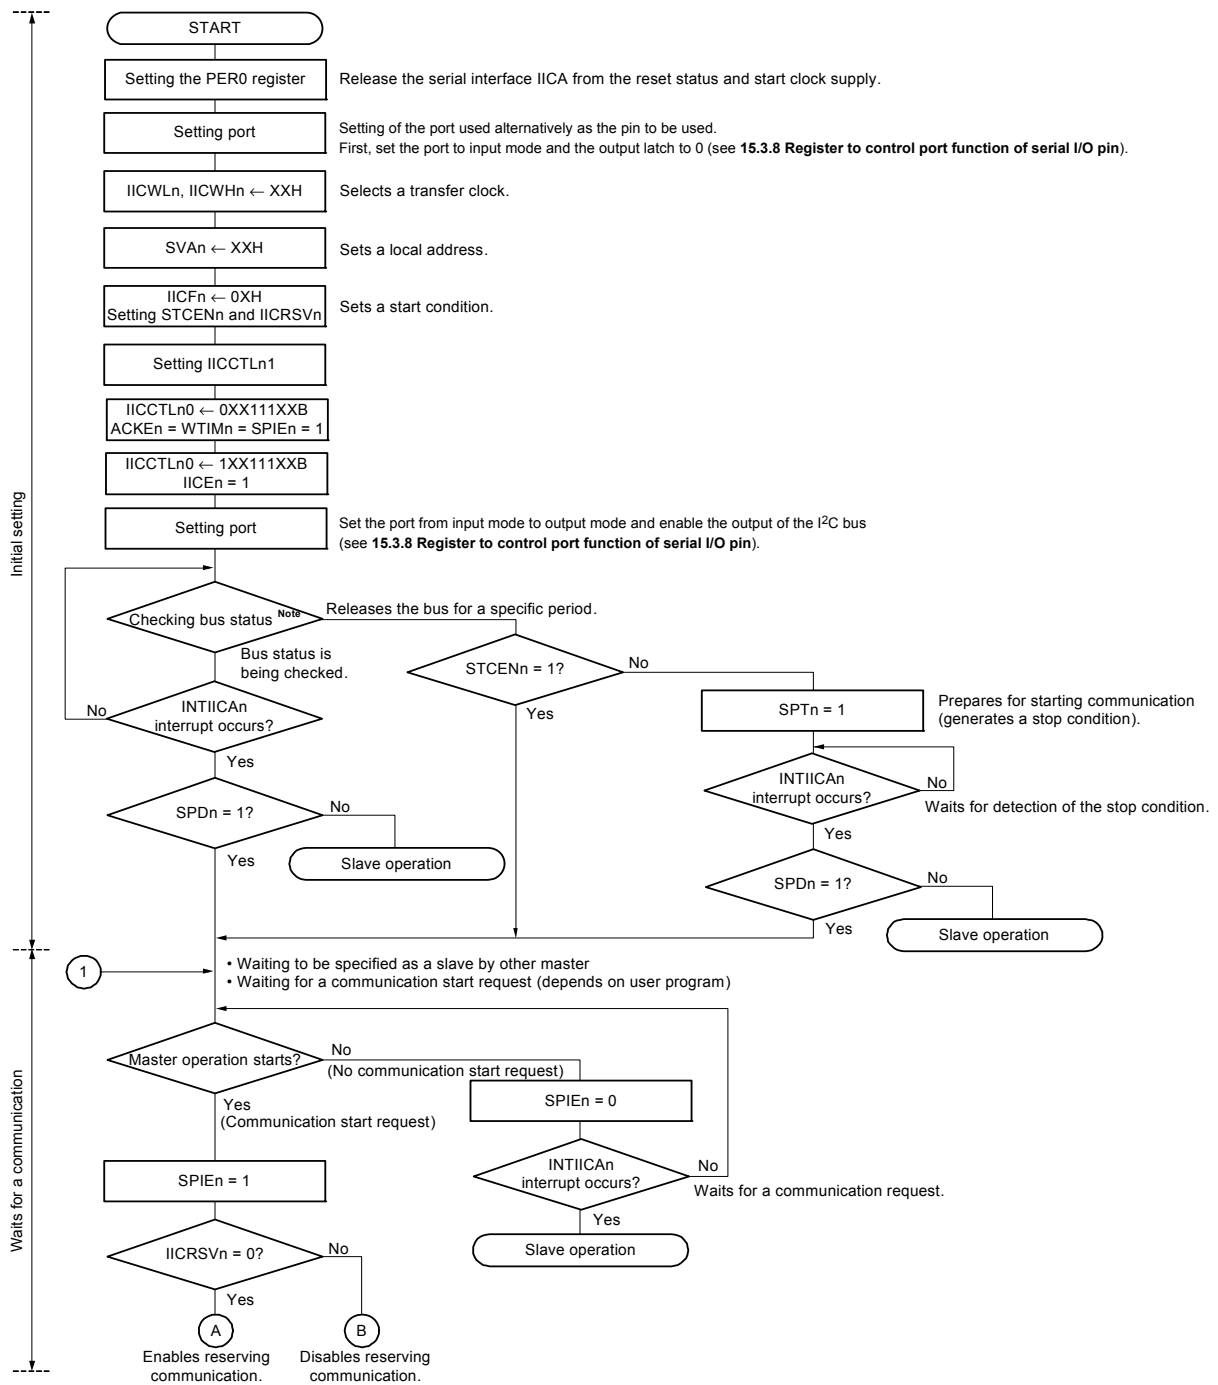 START
Setting the PER0 register
Release the serial interface IICA from the reset status and start clock supply.
Setting port
Setting of the port used alternatively as the pin to be used.
First, set the port to input mode and the output latch to 0 (see 15.3.8 Register to control port function of serial I/O pin).
IICWLn, IICWHn ← XXH
Selects a transfer clock.
SVAn ← XXH
Sets a local address.
IICFn ← 0XH
Setting STCENn and IICRSVn
Sets a start condition.
Setting IICCTLn1
IICCTLn0 ← 0XX111XXB
ACKEn = WTIMn = SPIEn = 1
IICCTLn0 ← 1XX111XXB
IICEn = 1
Setting port
Set the port from input mode to output mode and enable the output of the I²C bus
(see 15.3.8 Register to control port function of serial I/O pin).
Initial setting
Checking bus status Note
Releases the bus for a specific period.
Bus status is
being checked.
STCENn = 1?
No
Yes
SPTn = 1
Prepares for starting communication
(generates a stop condition).
INTIICAn
interrupt occurs?
No
Yes
INTIICAn
interrupt occurs?
No
Waits for detection of the stop condition.
Yes
SPDn = 1?
No
Yes
Slave operation
SPDn = 1?
No
Yes
Slave operation
1
• Waiting to be specified as a slave by other master
• Waiting for a communication start request (depends on user program)
Waits for a communication
Master operation starts?
No
(No communication start request)
Yes
(Communication start request)
SPIEn = 0
INTIICAn
interrupt occurs?
No
Waits for a communication request.
Yes
Slave operation
SPIEn = 1
IICRSVn = 0?
No
Yes
A
B
Enables reserving
communication.
Disables reserving
communication.